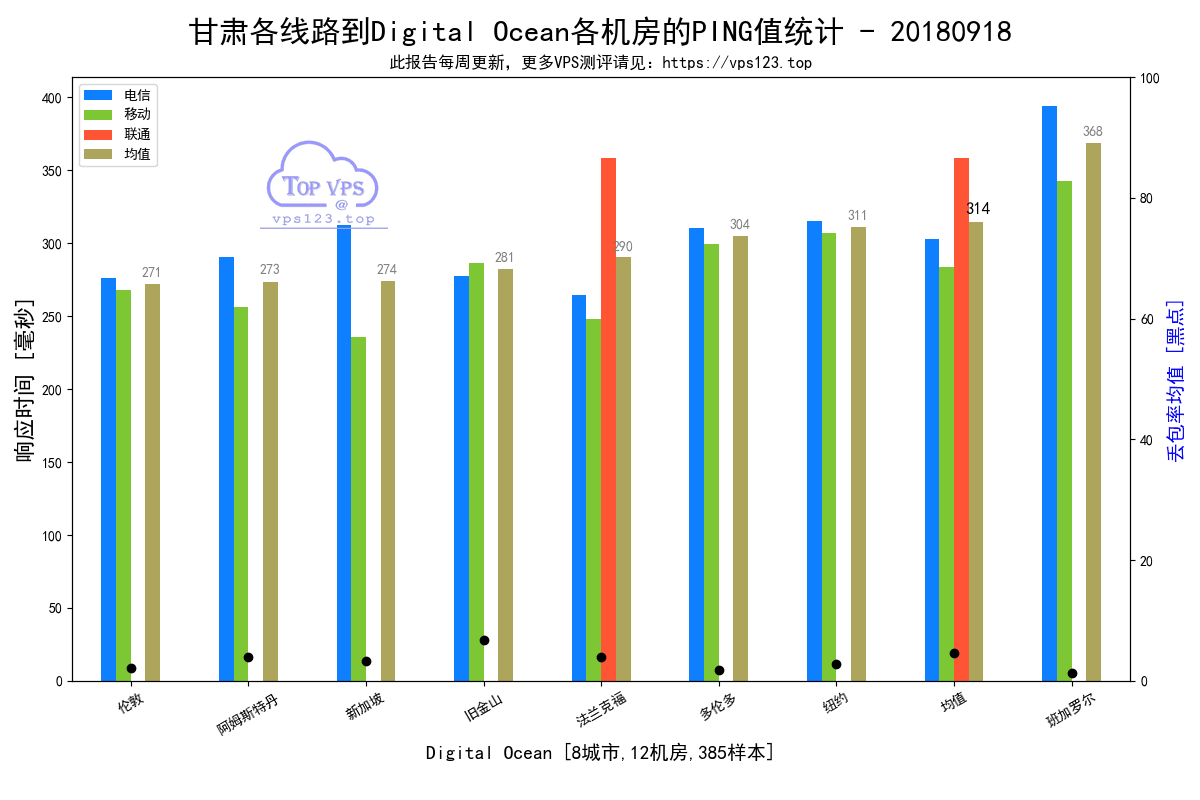 甘肃各线路到Digital Ocean各机房的PING值统计 - 20180918
此报告每周更新, 更多VPS测评请见: https://vps123.top
电信
移动
联通
均值
TOP VPS
@
vps123.top
响应时间 [毫秒]
400
350
300
250
200
150
100
50
0
271
273
274
281
290
304
311
314
368
100
80
60
40
20
0
丢包率均值 [黑点]
伦敦
阿姆斯特丹
新加坡
旧金山
法兰克福
多伦多
纽约
均值
班加罗尔
Digital Ocean [8城市,12机房,385样本]